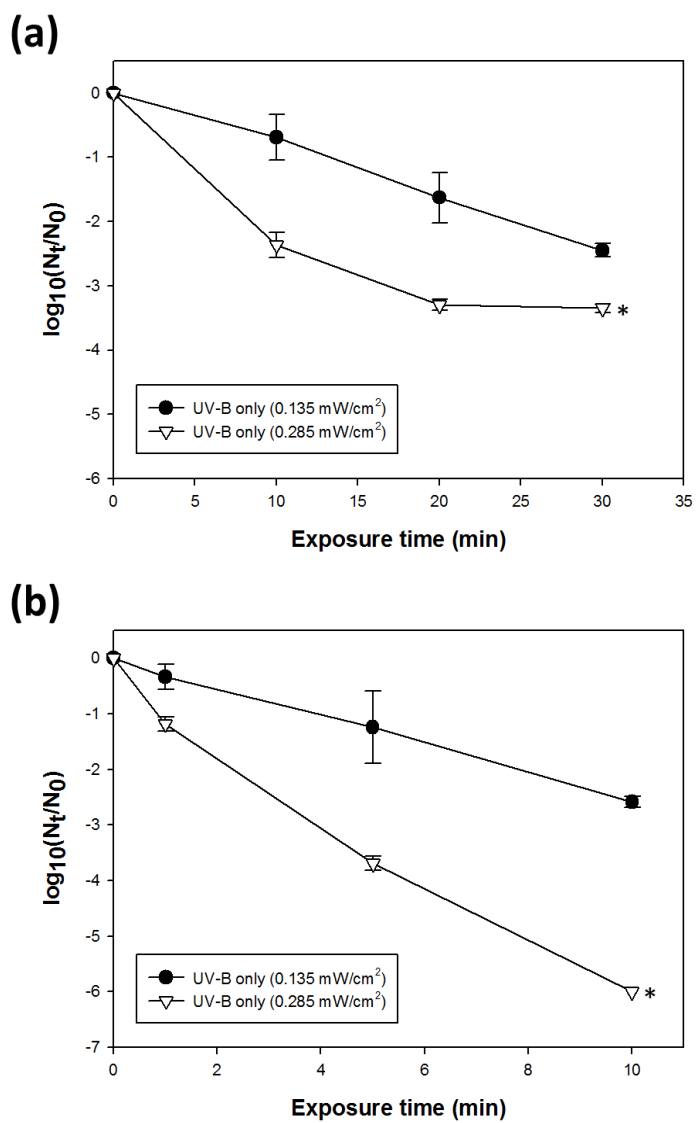 (a)
log10(Nt/N0)
0
-1
-2
-3
-4
-5
-6
*
UV-B only (0.135 mW/cm²)
UV-B only (0.285 mW/cm²)
0 5 10 15 20 25 30 35
Exposure time (min)
(b)
log10(Nt/N0)
0
-1
-2
-3
-4
-5
-6
-7
*
UV-B only (0.135 mW/cm²)
UV-B only (0.285 mW/cm²)
0 2 4 6 8 10
Exposure time (min)